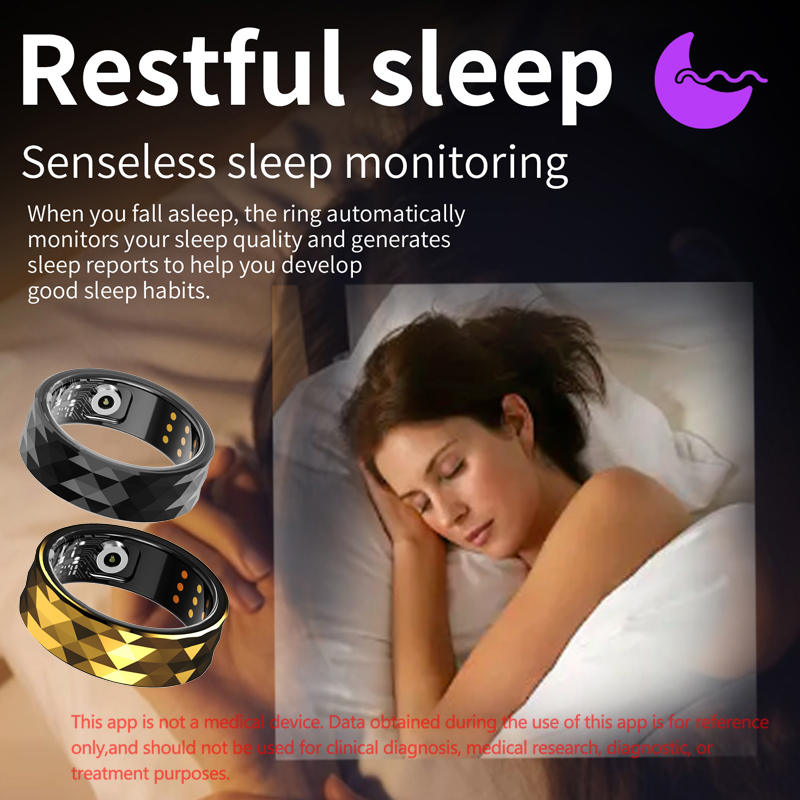 Restful sleep
Senseless sleep monitoring
When you fall asleep, the ring automatically
monitors your sleep quality and generates
sleep reports to help you develop
good sleep habits.
This app is not a medical device. Data obtained during the use of this app is for reference
only,and should not be used for clinical diagnosis, medical research, diagnostic, or
treatment purposes.